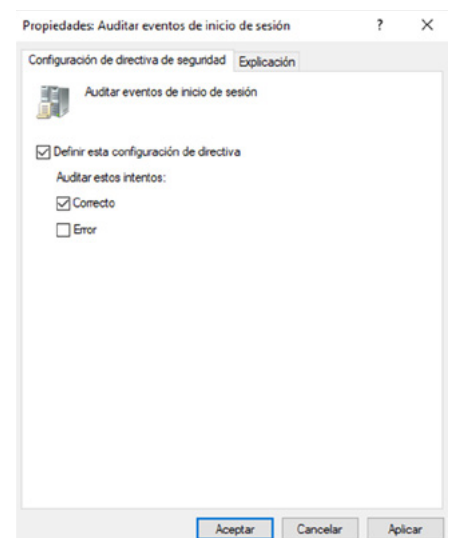 Propiedades: Auditar eventos de inicio de sesión ? ×
Configuración de directiva de seguridad Explicación
Auditar eventos de inicio de sesión
Definir esta configuración de directiva
Auditar estos intentos:
Correcto
Error
Aceptar Cancelar Aplicar